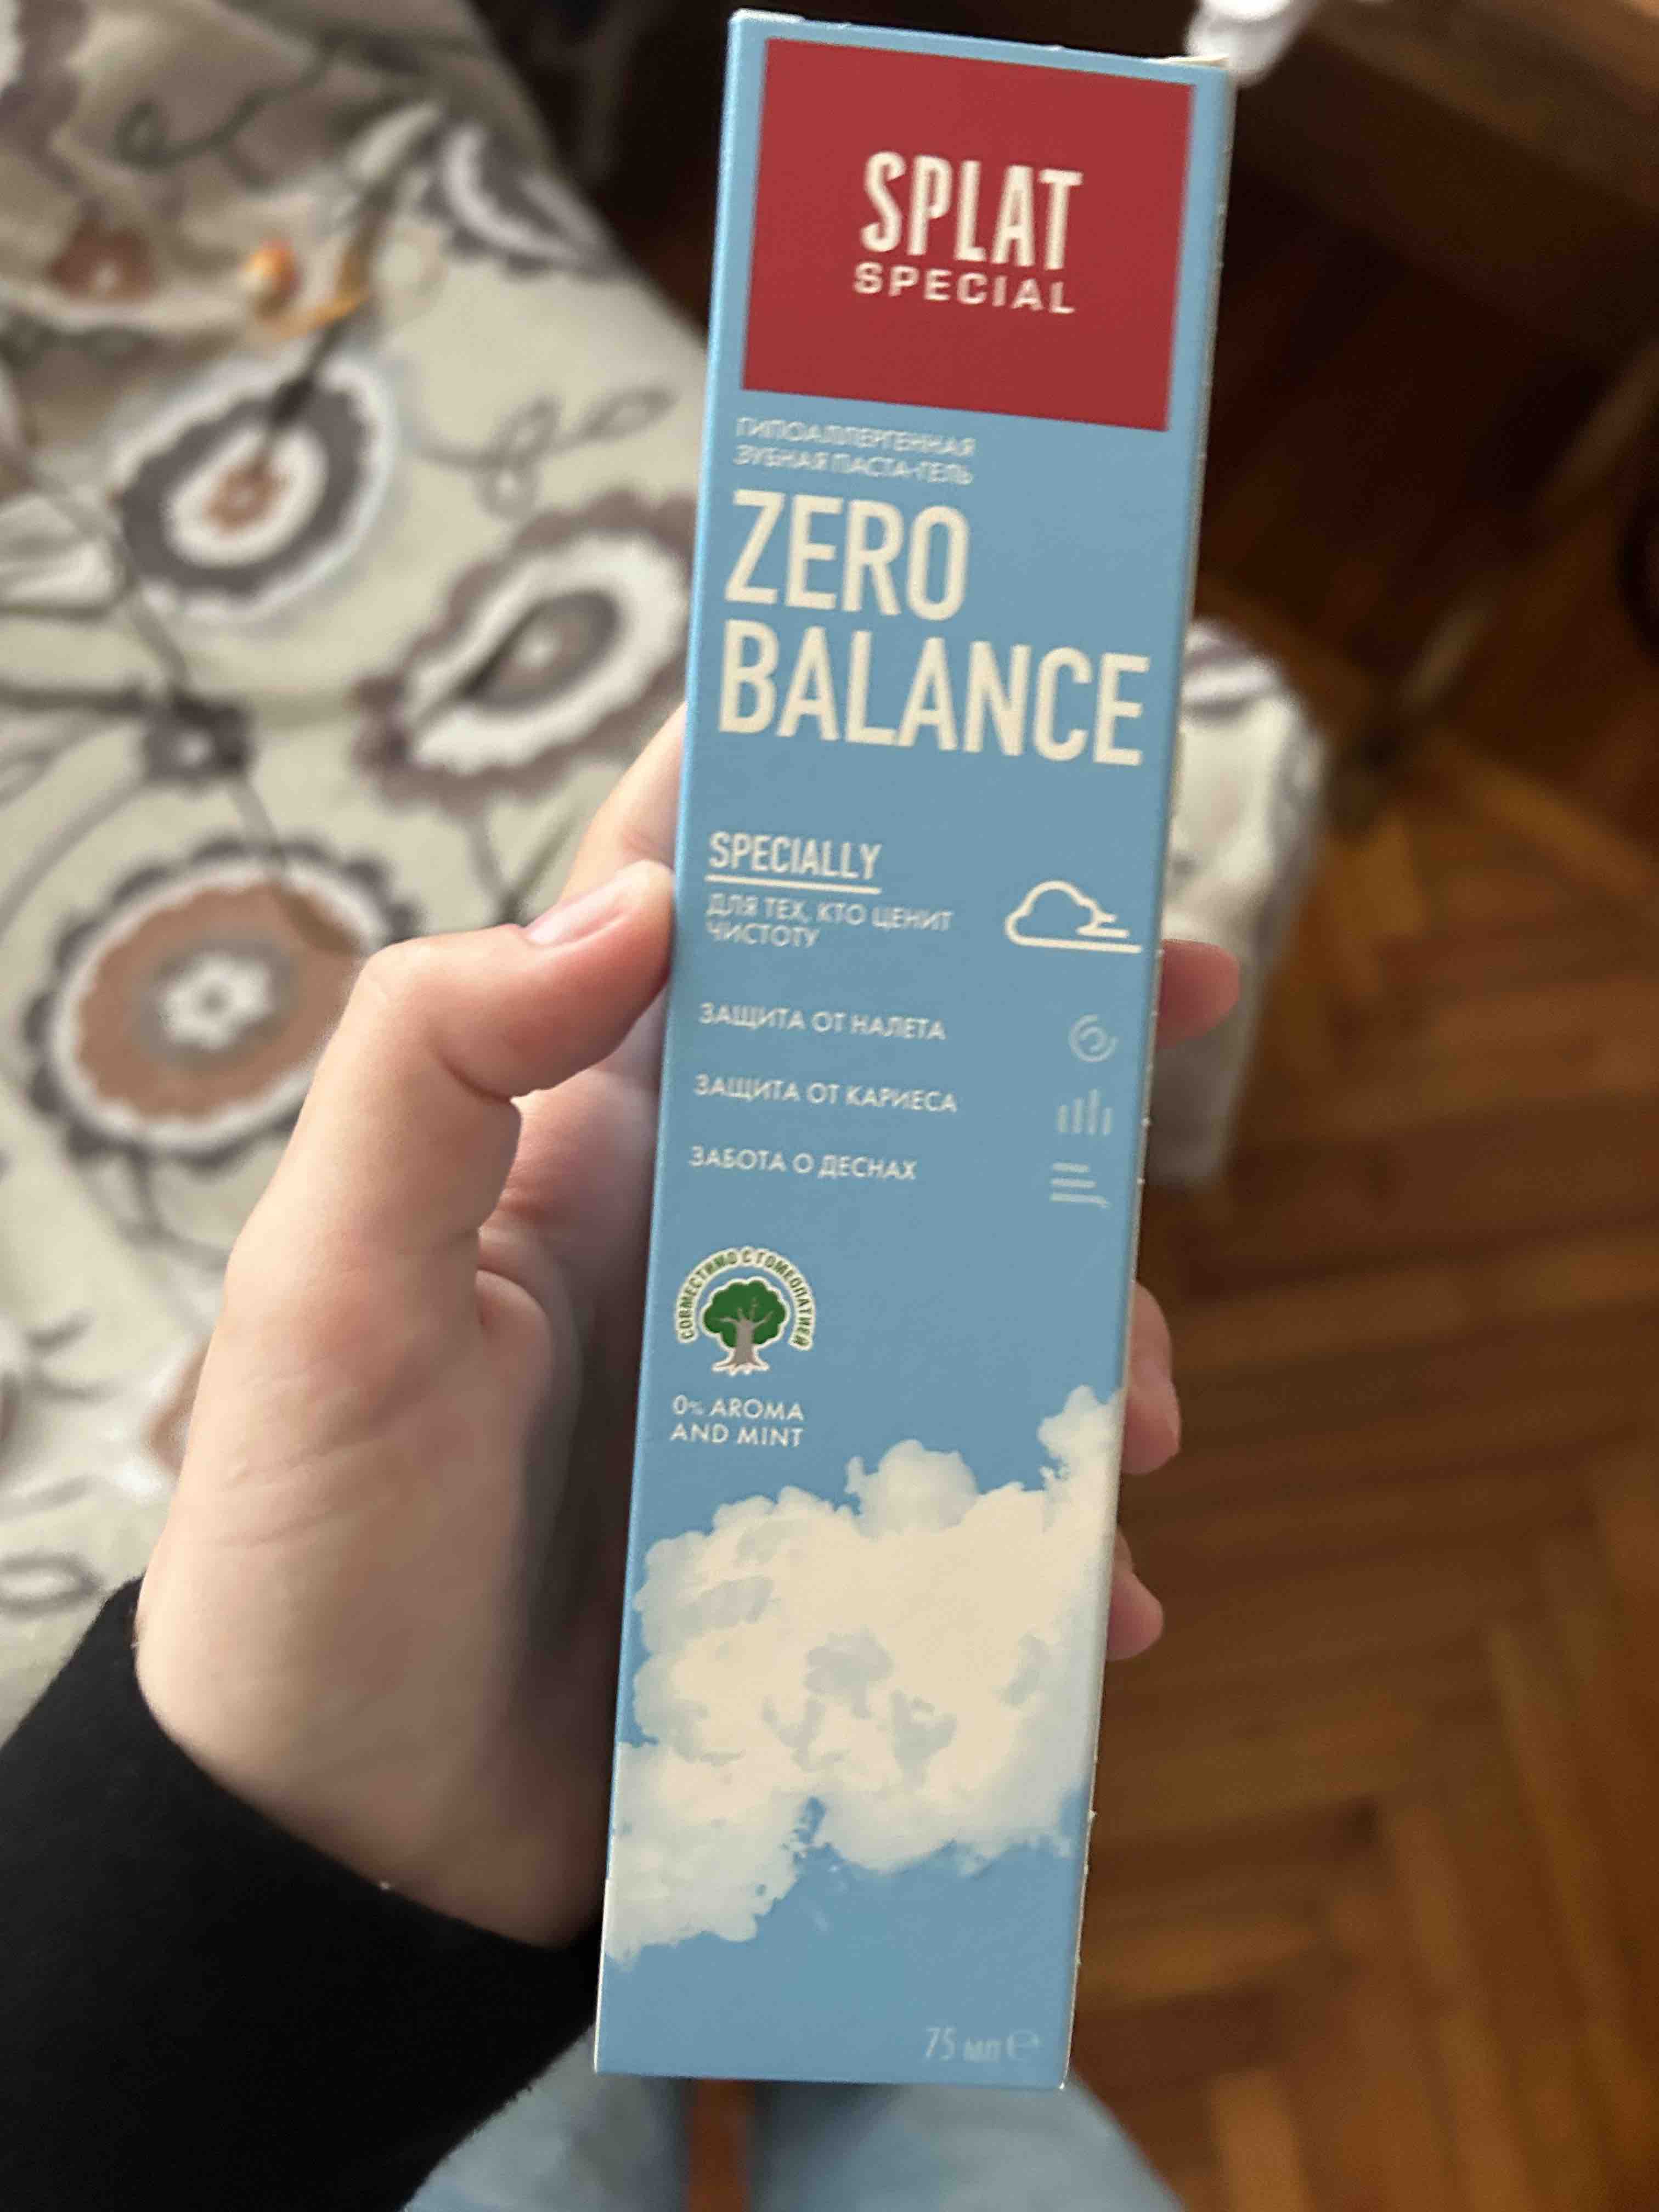 SPLAT
SPECIAL
ГИПОАЛЛЕРГЕННАЯ
ЗУБНАЯ ПАСТА-ГЕЛЬ
ZERO
BALANCE
SPECIALLY
ДЛЯ ТЕХ, КТО ЦЕНИТ
ЧИСТОТУ
ЗАЩИТА ОТ НАЛЕТА
ЗАЩИТА ОТ КАРИЕСА
ЗАБОТА О ДЕСНАХ
СОВМЕСТИМО С ГОМЕОПАТИЕЙ
0% AROMA
AND MINT
75 мл ℮